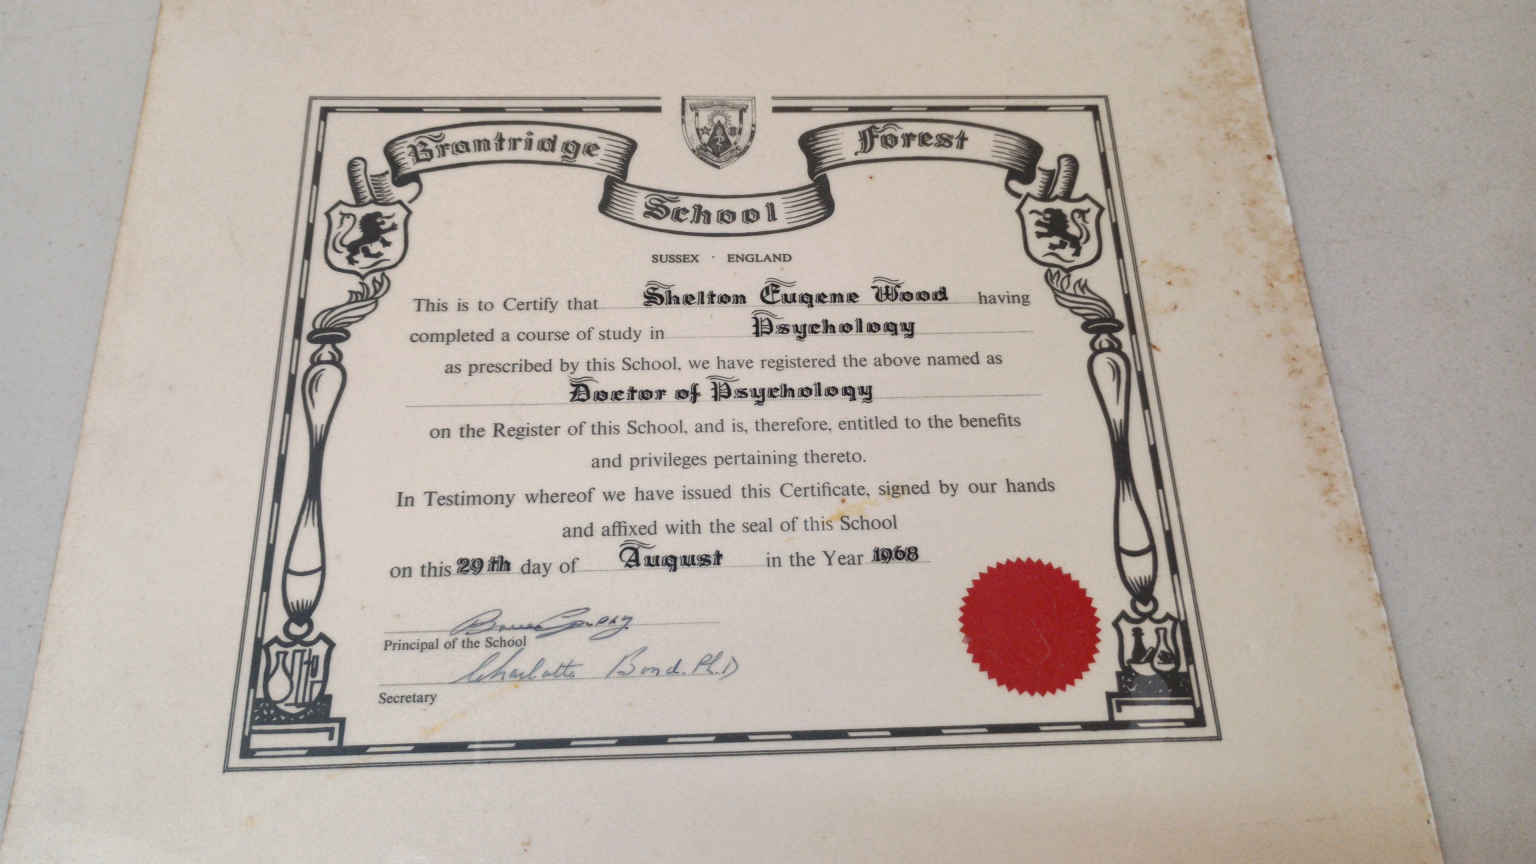 Brantridge Forest
School
SUSSEX · ENGLAND
This is to Certify that Shelton Eugene Wood having
completed a course of study in Psychology
as prescribed by this School, we have registered the above named as
Doctor of Psychology
on the Register of this School, and is, therefore, entitled to the benefits
and privileges pertaining thereto.
In Testimony whereof we have issued this Certificate, signed by our hands
and affixed with the seal of this School
on this 29th day of August in the Year 1968
Principal of the School
Charlotte Bond. Ph.D
Secretary